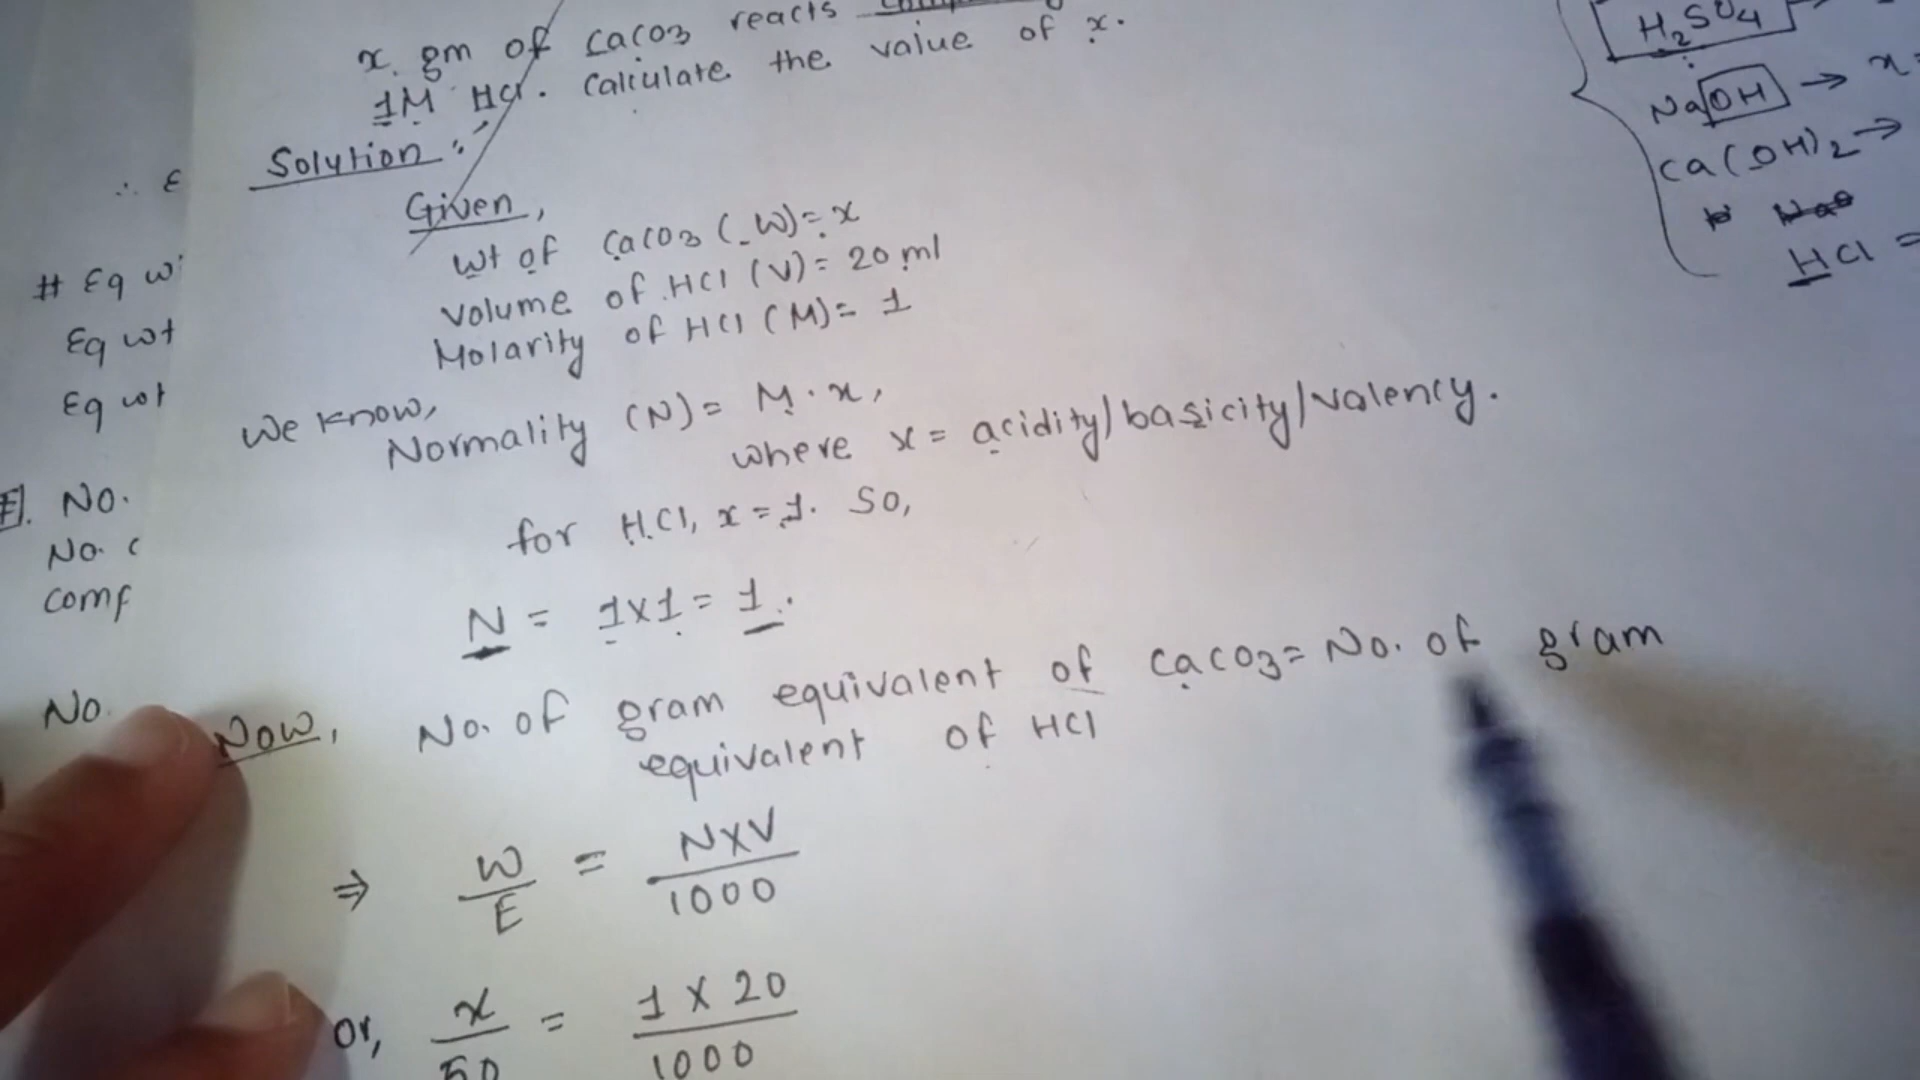 x gm of CaCO3 reacts
1M HCl. Calculate the value of x.
Solution:
Given,
Wt of CaCO3 (W) = x
Volume of HCl (V) = 20 ml
Molarity of HCl (M) = 1
We know,
Normality (N) = M·x,
where x = acidity/basicity/valency.
for HCl, x = 1. So,
N = 1x1 = 1.
Now, No. of gram equivalent of CaCO3 = No. of gram
equivalent of HCl
⇒ W/E = NXV/1000
or, x/50 = 1 X 20/1000
∴ E
# Eq w
Eq wt
Eq wt
No.
No. c
comp
No.
H2SO4 →
NaOH → x =
Ca(OH)2 →
HCl =